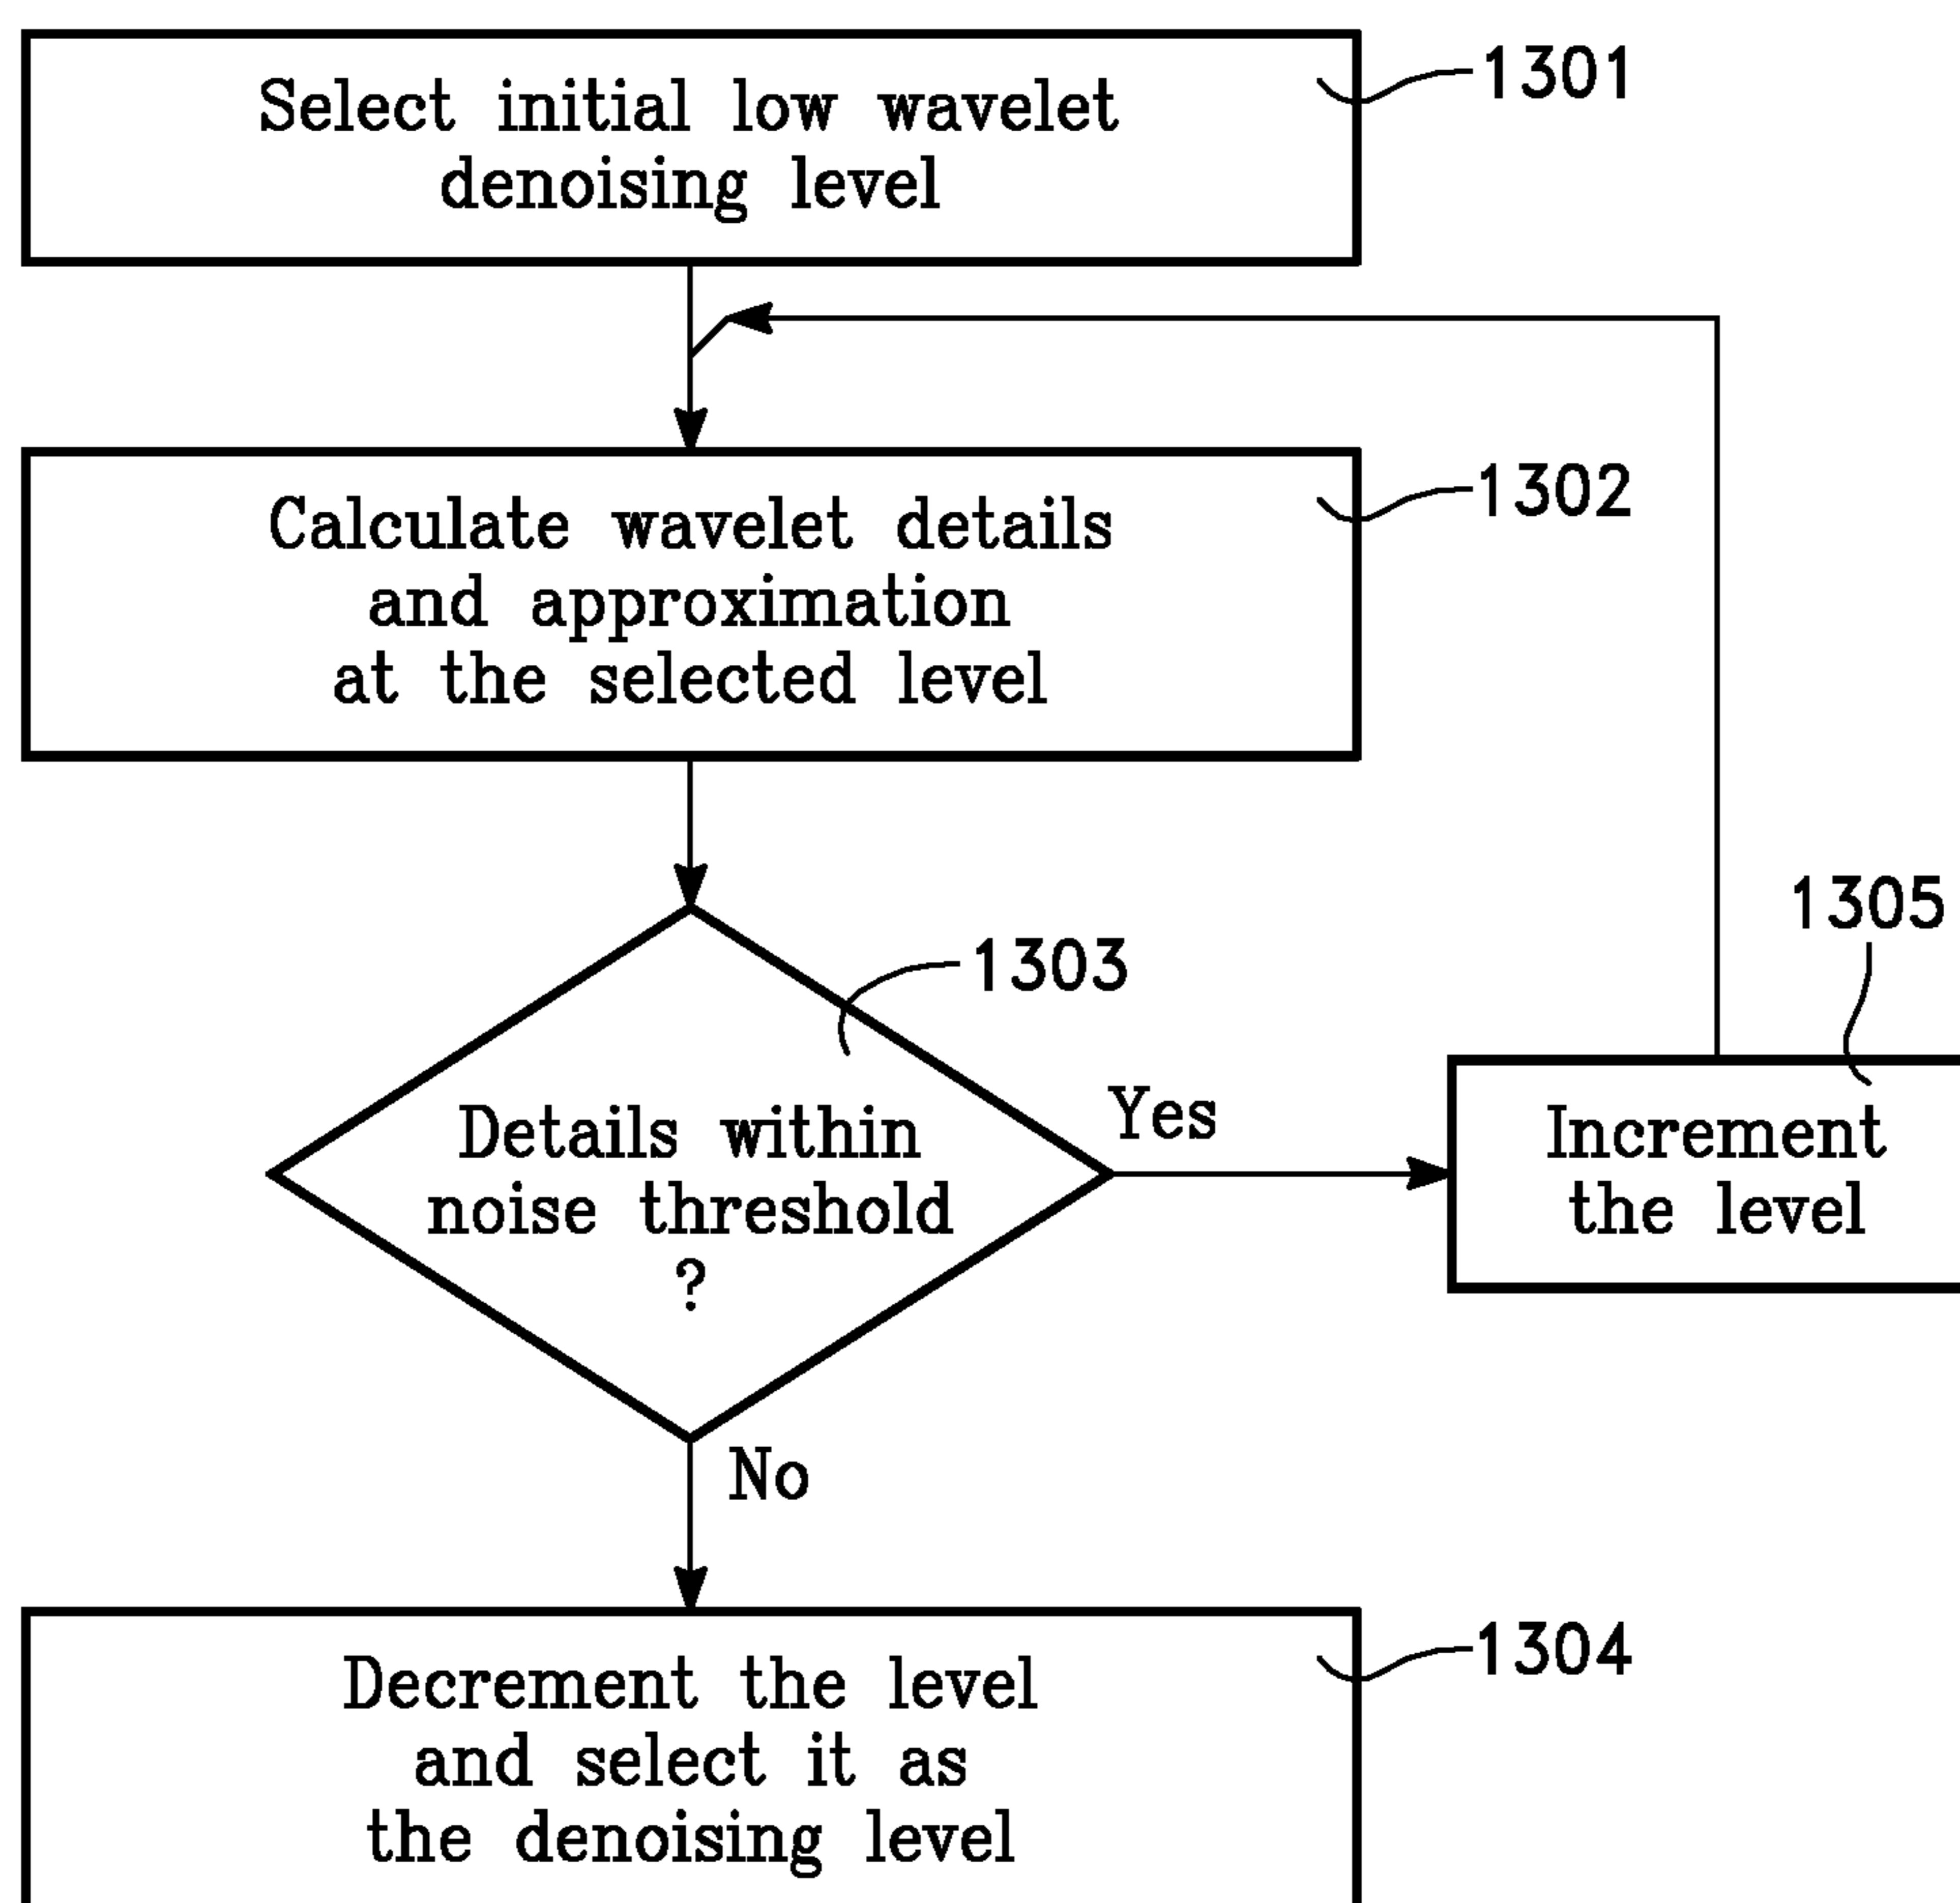 Select initial low wavelet
denoising level
1301
Calculate wavelet details
and approximation
at the selected level
1302
1303
Details within
noise threshold
?
Yes
1305
Increment
the level
No
Decrement the level
and select it as
the denoising level
1304